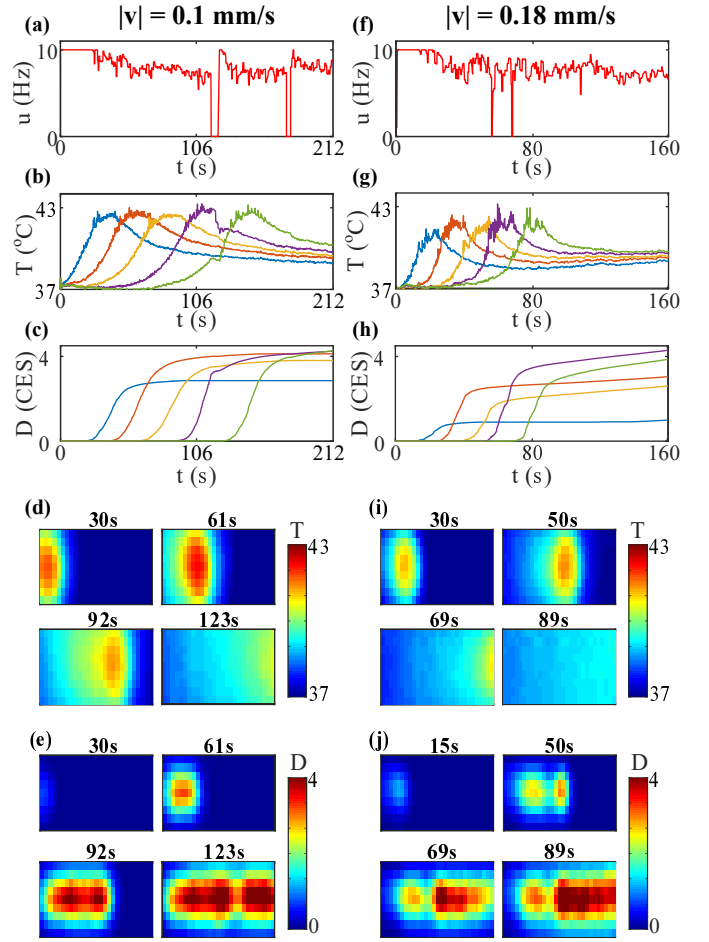 |v| = 0.1 mm/s
(a)
10
u (Hz)
0
0 106 212
t (s)
(b)
43
T (°C)
37
0 106 212
t (s)
(c)
4
D (CES)
0
0 106 212
t (s)
(d)
30s 61s
T
43
92s 123s
37
(e)
30s 61s
D
4
92s 123s
0
|v| = 0.18 mm/s
(f)
10
u (Hz)
0
0 80 160
t (s)
(g)
43
T (°C)
37
0 80 160
t (s)
(h)
4
D (CES)
0
0 80 160
t (s)
(i)
30s 50s
T
43
69s 89s
37
(j)
15s 50s
D
4
69s 89s
0